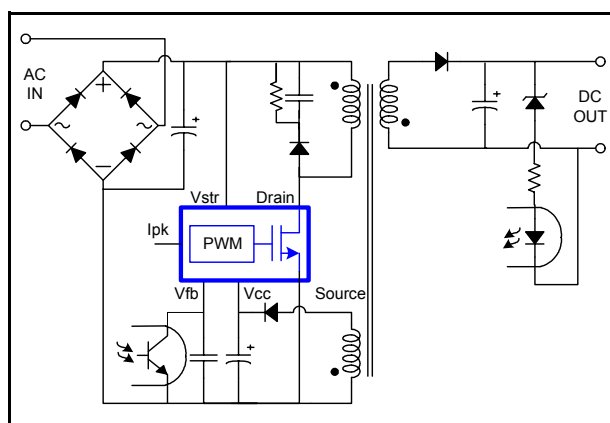 AC
IN
+
~
~
−
+
+
DC
OUT
Vstr
Drain
Ipk
PWM
Vfb
Vcc
Source
+